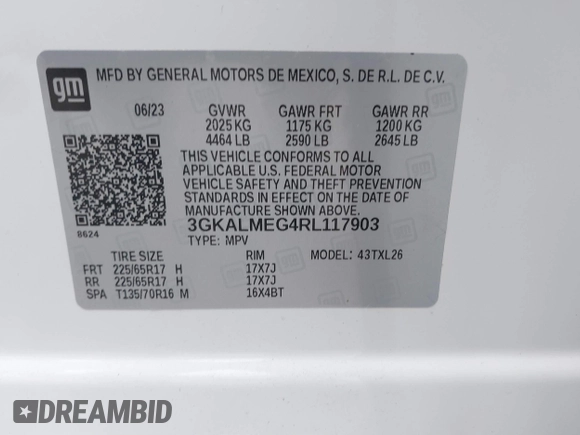 gm
MFD BY GENERAL MOTORS DE MEXICO, S. DE R.L. DE C.V.
06/23 GVWR GAWR FRT GAWR RR
2025 KG 1175 KG 1200 KG
4464 LB 2590 LB 2645 LB
THIS VEHICLE CONFORMS TO ALL
APPLICABLE U.S. FEDERAL MOTOR
VEHICLE SAFETY AND THEFT PREVENTION
STANDARDS IN EFFECT ON THE DATE OF
MANUFACTURE SHOWN ABOVE.
8624
3GKALMEG4RL117903
TYPE: MPV
TIRE SIZE RIM MODEL: 43TXL26
FRT 225/65R17 H 17X7J
RR 225/65R17 H 17X7J
SPA T135/70R16 M 16X4BT
DREAMBID